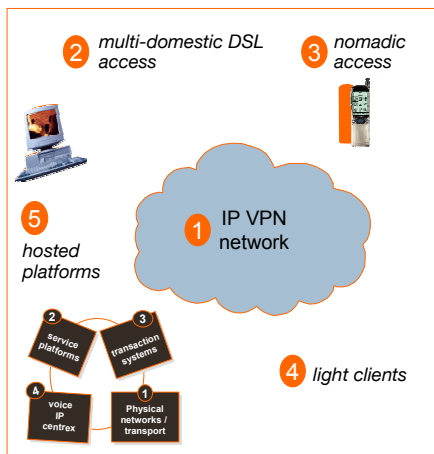 2 multi-domestic DSL
access
3 nomadic
access
1 IP VPN
network
5
hosted
platforms
2
service
platforms
3
transaction
systems
4
voice
IP
centrex
1
Physical
networks /
transport
4 light clients